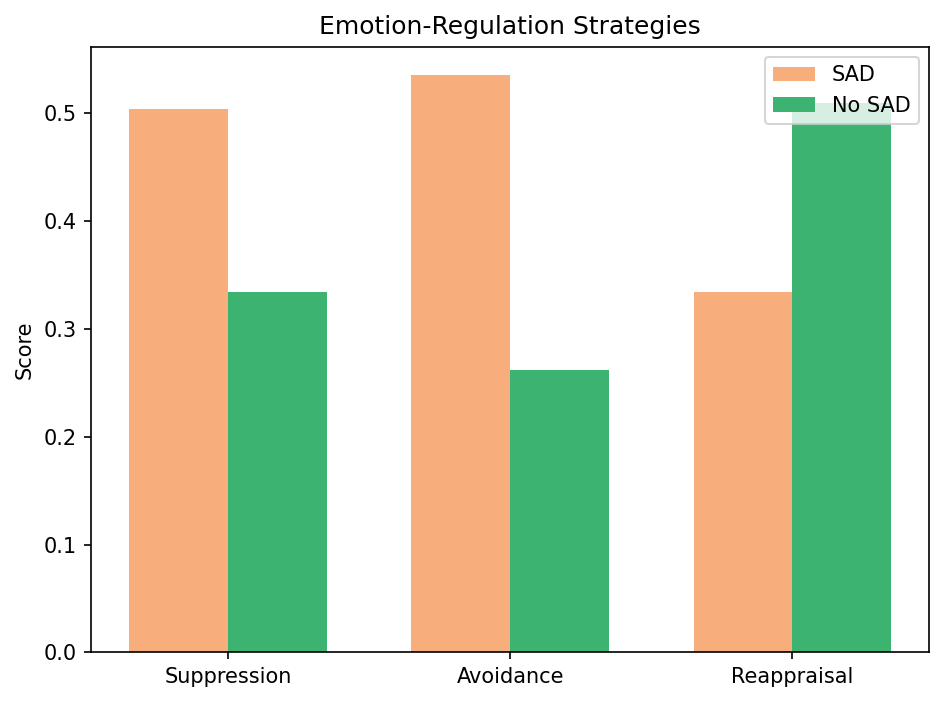 Emotion-Regulation Strategies
SAD
No SAD
Score
0.5
0.4
0.3
0.2
0.1
0.0
Suppression Avoidance Reappraisal